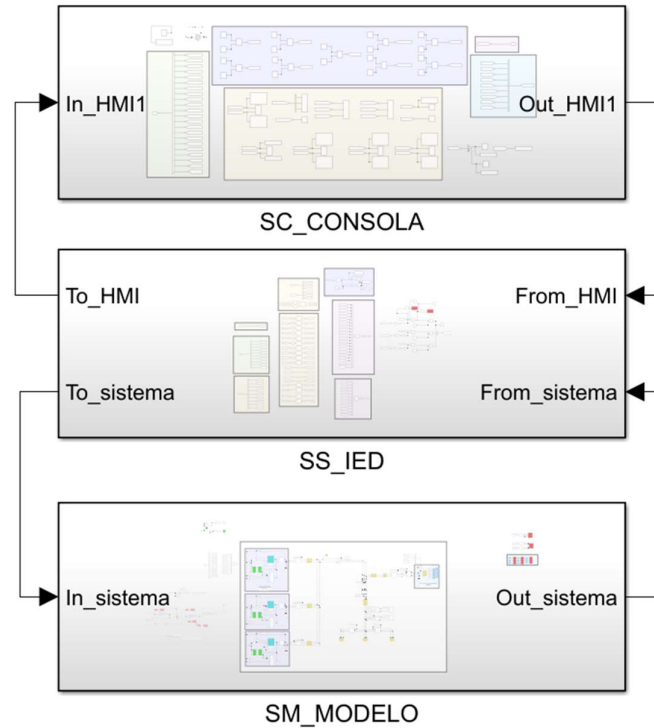 In_HMI1
Out_HMI1
SC_CONSOLA
To_HMI
From_HMI
To_sistema
From_sistema
SS_IED
In_sistema
Out_sistema
SM_MODELO